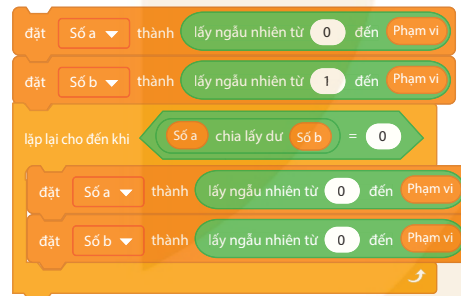 đặt Số a thành lấy ngẫu nhiên từ 0 đến Phạm vi
đặt Số b thành lấy ngẫu nhiên từ 1 đến Phạm vi
lặp lại cho đến khi Số a chia lấy dư Số b = 0
đặt Số a thành lấy ngẫu nhiên từ 0 đến Phạm vi
đặt Số b thành lấy ngẫu nhiên từ 0 đến Phạm vi